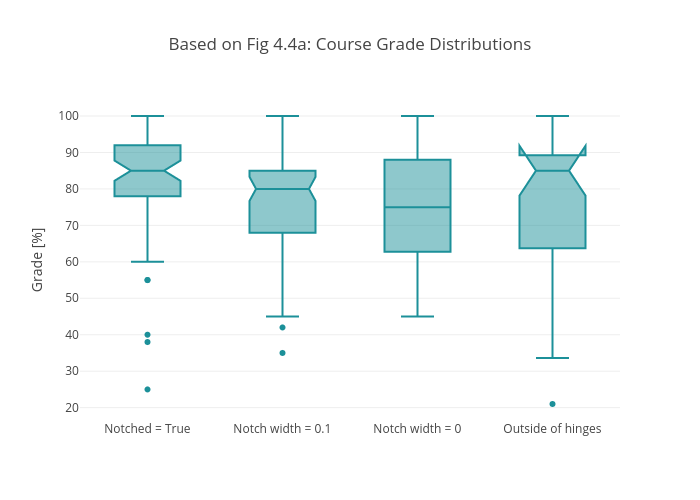 Based on Fig 4.4a: Course Grade Distributions
100
90
80
70
60
50
40
30
20
Grade [%]
Notched = True
Notch width = 0.1
Notch width = 0
Outside of hinges